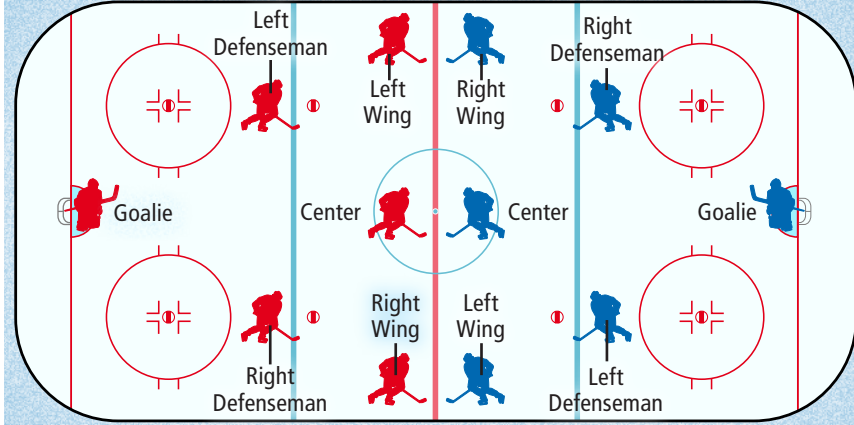 Left
Defenseman
Right
Defenseman
Left
Wing
Right
Wing
Goalie
Center
Center
Goalie
Right
Wing
Left
Wing
Right
Defenseman
Left
Defenseman